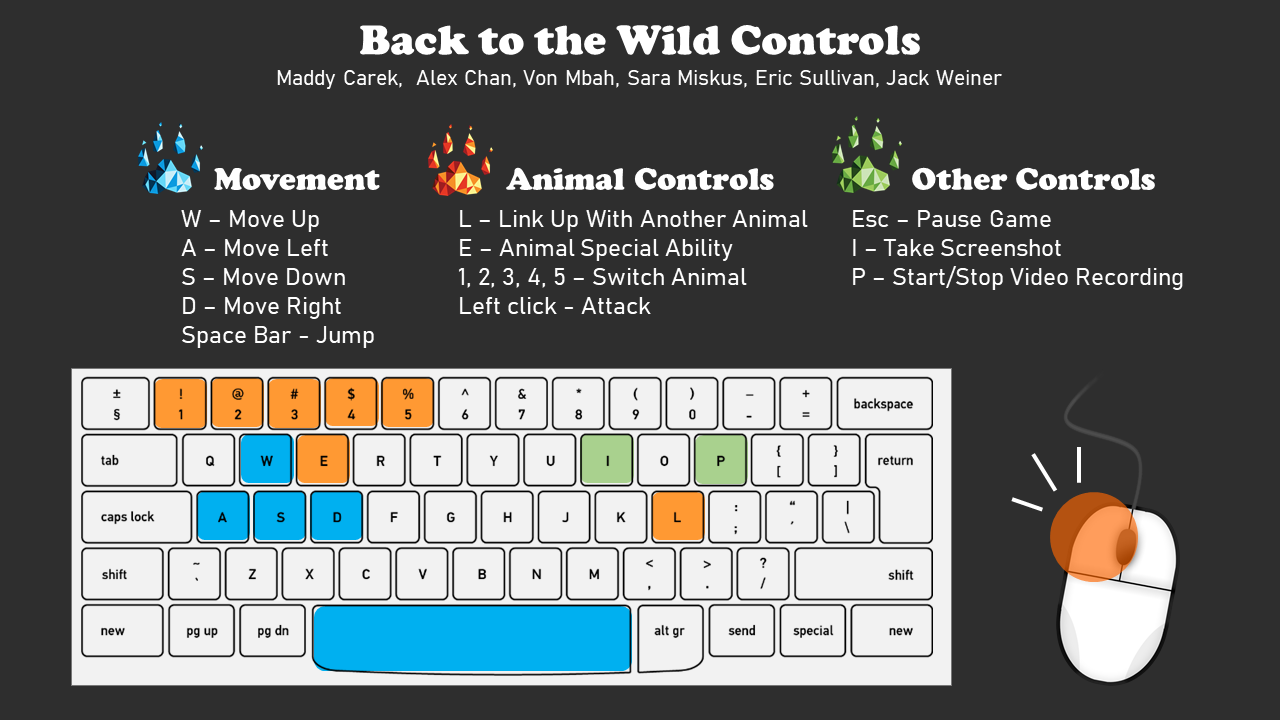 Back to the Wild Controls
Maddy Carek,  Alex Chan, Von Mbah, Sara Miskus, Eric Sullivan, Jack Weiner
Movement
W – Move Up
A – Move Left
S – Move Down
D – Move Right
Space Bar - Jump
Animal Controls
L – Link Up With Another Animal
E – Animal Special Ability
1, 2, 3, 4, 5 – Switch Animal
Left click - Attack
Other Controls
Esc – Pause Game
I – Take Screenshot
P – Start/Stop Video Recording
± ! @ # $ % ^ & * ( ) – +
§ 1 2 3 4 5 6 7 8 9 0 - = backspace
tab Q W E R T Y U I O P { [ } ] return
caps lock A S D F G H J K L : ; “ ′ | \
shift ~ ` Z X C V B N M < , > . ? / shift
new pg up pg dn alt gr send special new